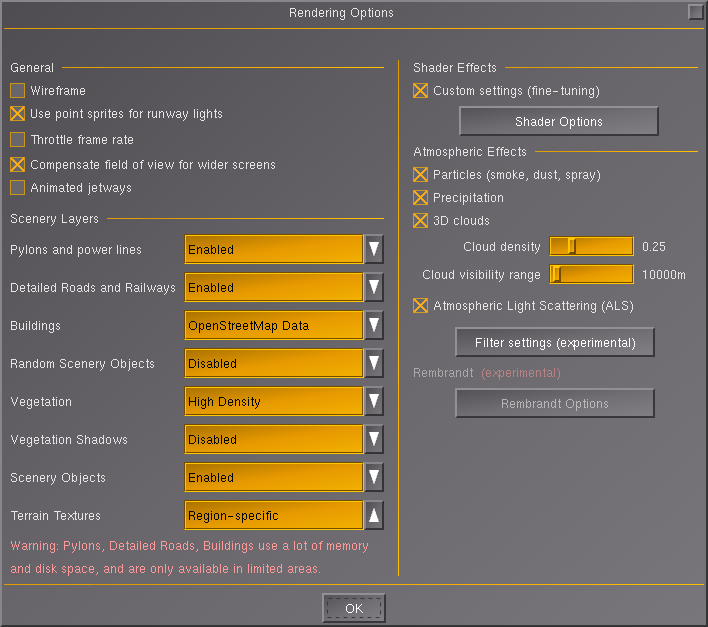 Rendering Options
General
Wireframe
Use point sprites for runway lights
Throttle frame rate
Compensate field of view for wider screens
Animated jetways
Scenery Layers
Pylons and power lines Enabled
Detailed Roads and Railways Enabled
Buildings OpenStreetMap Data
Random Scenery Objects Disabled
Vegetation High Density
Vegetation Shadows Disabled
Scenery Objects Enabled
Terrain Textures Region-specific
Warning: Pylons, Detailed Roads, Buildings use a lot of memory
and disk space, and are only available in limited areas.
Shader Effects
Custom settings (fine-tuning)
Shader Options
Atmospheric Effects
Particles (smoke, dust, spray)
Precipitation
3D clouds
Cloud density 0.25
Cloud visibility range 10000m
Atmospheric Light Scattering (ALS)
Filter settings (experimental)
Rembrandt (experimental)
Rembrandt Options
OK